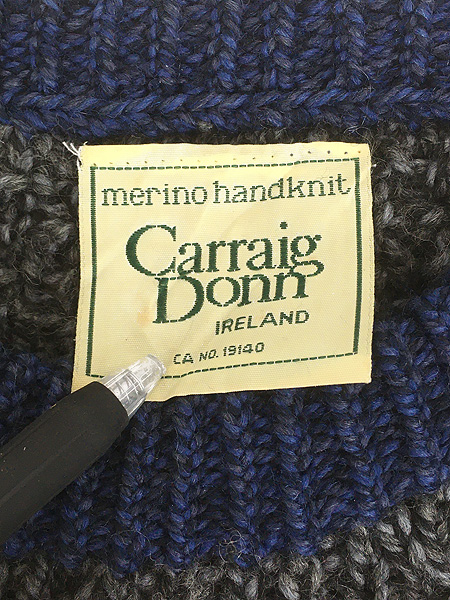 merino handknit
Carraig
Donn
IRELAND
CA NO. 19140